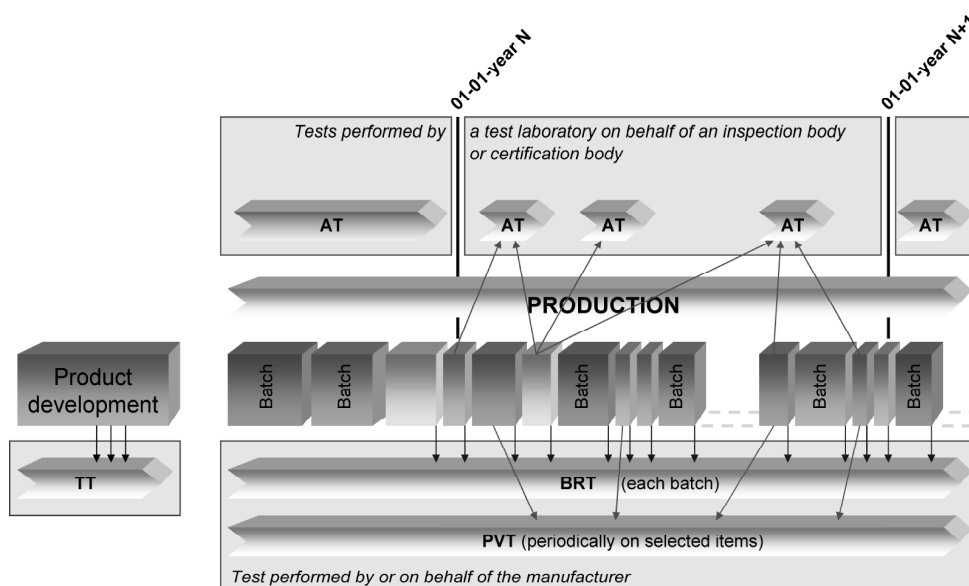 01-01-year N
01-01-year N+1
Tests performed by
a test laboratory on behalf of an inspection body
or certification body
AT
AT
AT
AT
AT
PRODUCTION
Product
development
Batch
Batch
Batch
Batch
Batch
Batch
TT
BRT (each batch)
PVT (periodically on selected items)
Test performed by or on behalf of the manufacturer